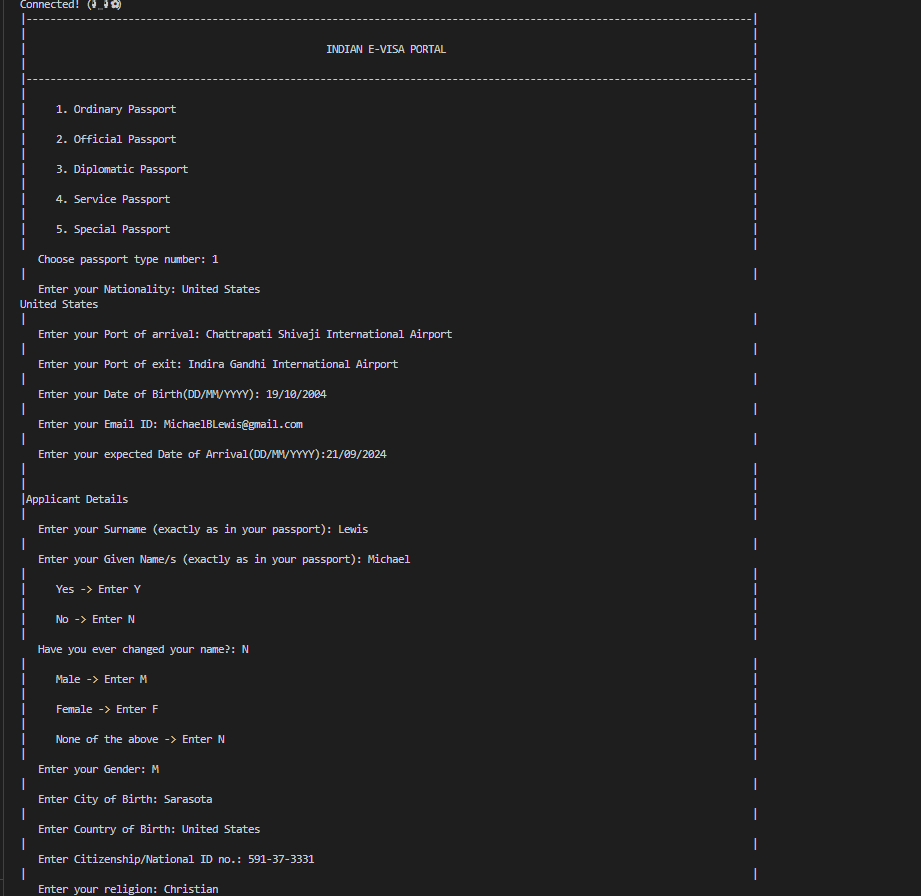 Connected!
INDIAN E-VISA PORTAL
1. Ordinary Passport
2. Official Passport
3. Diplomatic Passport
4. Service Passport
5. Special Passport
Choose passport type number: 1
Enter your Nationality: United States
United States
Enter your Port of arrival: Chattrapati Shivaji International Airport
Enter your Port of exit: Indira Gandhi International Airport
Enter your Date of Birth(DD/MM/YYYY): 19/10/2004
Enter your Email ID: MichaelBLewis@gmail.com
Enter your expected Date of Arrival(DD/MM/YYYY):21/09/2024
Applicant Details
Enter your Surname (exactly as in your passport): Lewis
Enter your Given Name/s (exactly as in your passport): Michael
Yes -> Enter Y
No -> Enter N
Have you ever changed your name?: N
Male -> Enter M
Female -> Enter F
None of the above -> Enter N
Enter your Gender: M
Enter City of Birth: Sarasota
Enter Country of Birth: United States
Enter Citizenship/National ID no.: 591-37-3331
Enter your religion: Christian